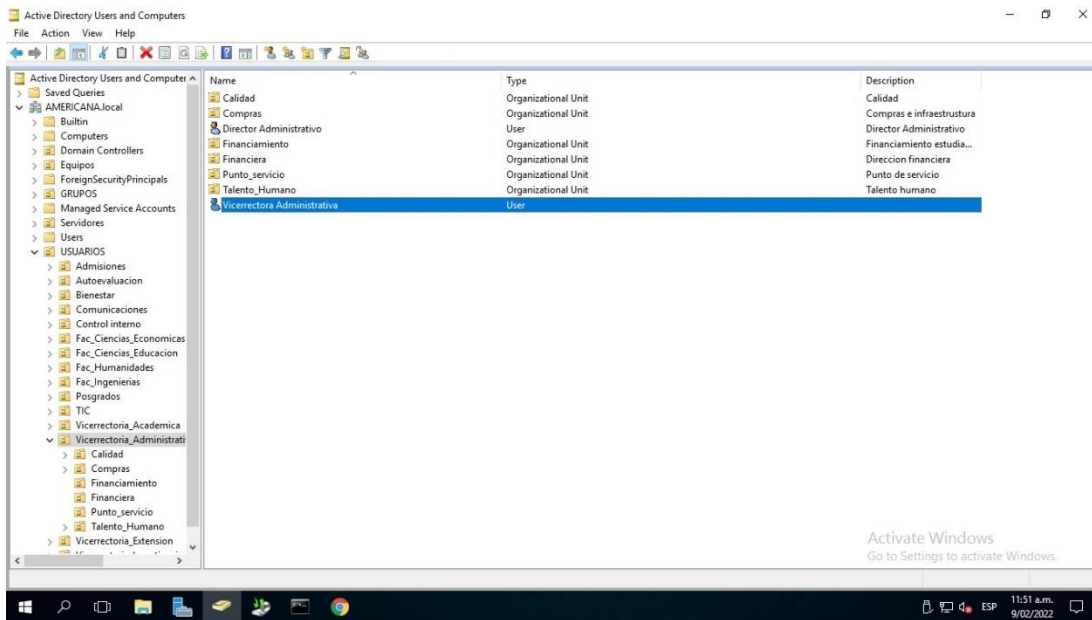 Active Directory Users and Computers
File Action View Help
Active Directory Users and Computer
Saved Queries
AMERICANA.local
Builtin
Computers
Domain Controllers
Equipos
ForeignSecurityPrincipals
GRUPOS
Managed Service Accounts
Servidores
Users
USUARIOS
Admisiones
Autoevaluacion
Bienestar
Comunicaciones
Control interno
Fac_Ciencias_Economicas
Fac_Ciencias_Educacion
Fac_Humanidades
Fac_Ingenierias
Posgrados
TIC
Vicerrectoria_Academica
Vicerrectoria_Administrati
Calidad
Compras
Financiamiento
Financiera
Punto_servicio
Talento_Humano
Vicerrectoria_Extension
Name Type Description
Calidad Organizational Unit Calidad
Compras Organizational Unit Compras e infraestrutura
Director Administrativo User Director Administrativo
Financiamiento Organizational Unit Financiamiento estudia...
Financiera Organizational Unit Direccion financiera
Punto_servicio Organizational Unit Punto de servicio
Talento_Humano Organizational Unit Talento humano
Vicerrectora Administrativa User
Activate Windows
Go to Settings to activate Windows.
ESP 11:51 a.m.
9/02/2022